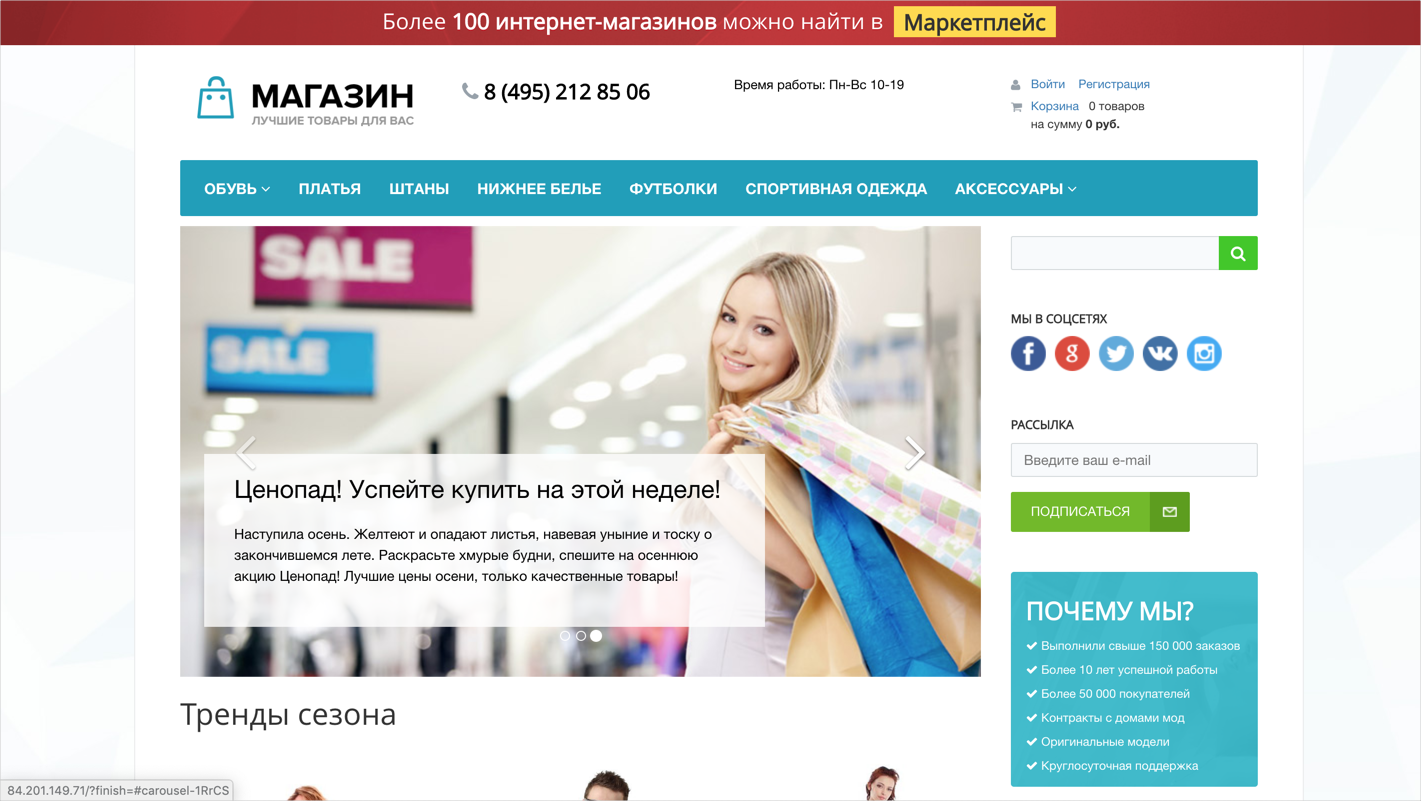 Более 100 интернет-магазинов можно найти в Маркетплейс
МАГАЗИН
ЛУЧШИЕ ТОВАРЫ ДЛЯ ВАС
8 (495) 212 85 06
Время работы: Пн-Вс 10-19
Войти Регистрация
Корзина 0 товаров
на сумму 0 руб.
ОБУВЬ ПЛАТЬЯ ШТАНЫ НИЖНЕЕ БЕЛЬЕ ФУТБОЛКИ СПОРТИВНАЯ ОДЕЖДА АКСЕССУАРЫ
SALE
SALE
Ценопад! Успейте купить на этой неделе!
Наступила осень. Желтеют и опадают листья, навевая уныние и тоску о
закончившемся лете. Раскрасьте хмурые будни, спешите на осеннюю
акцию Ценопад! Лучшие цены осени, только качественные товары!
МЫ В СОЦСЕТЯХ
РАССЫЛКА
Введите ваш e-mail
ПОДПИСАТЬСЯ
ПОЧЕМУ МЫ?
Выполнили свыше 150 000 заказов
Более 10 лет успешной работы
Более 50 000 покупателей
Контракты с домами мод
Оригинальные модели
Круглосуточная поддержка
Тренды сезона
84.201.149.71/?finish=#carousel-1RrCS